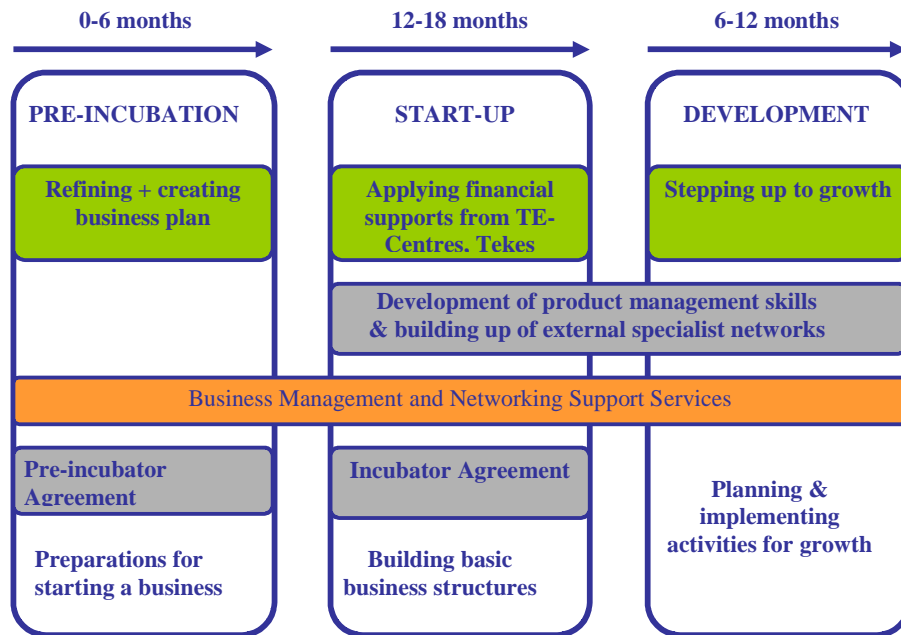 0-6 months
12-18 months
6-12 months
PRE-INCUBATION
START-UP
DEVELOPMENT
Refining + creating
business plan
Applying financial
supports from TE-
Centres, Tekes
Stepping up to growth
Development of product management skills
& building up of external specialist networks
Business Management and Networking Support Services
Pre-incubator
Agreement
Incubator Agreement
Planning &
implementing
activities for growth
Preparations for
starting a business
Building basic
business structures